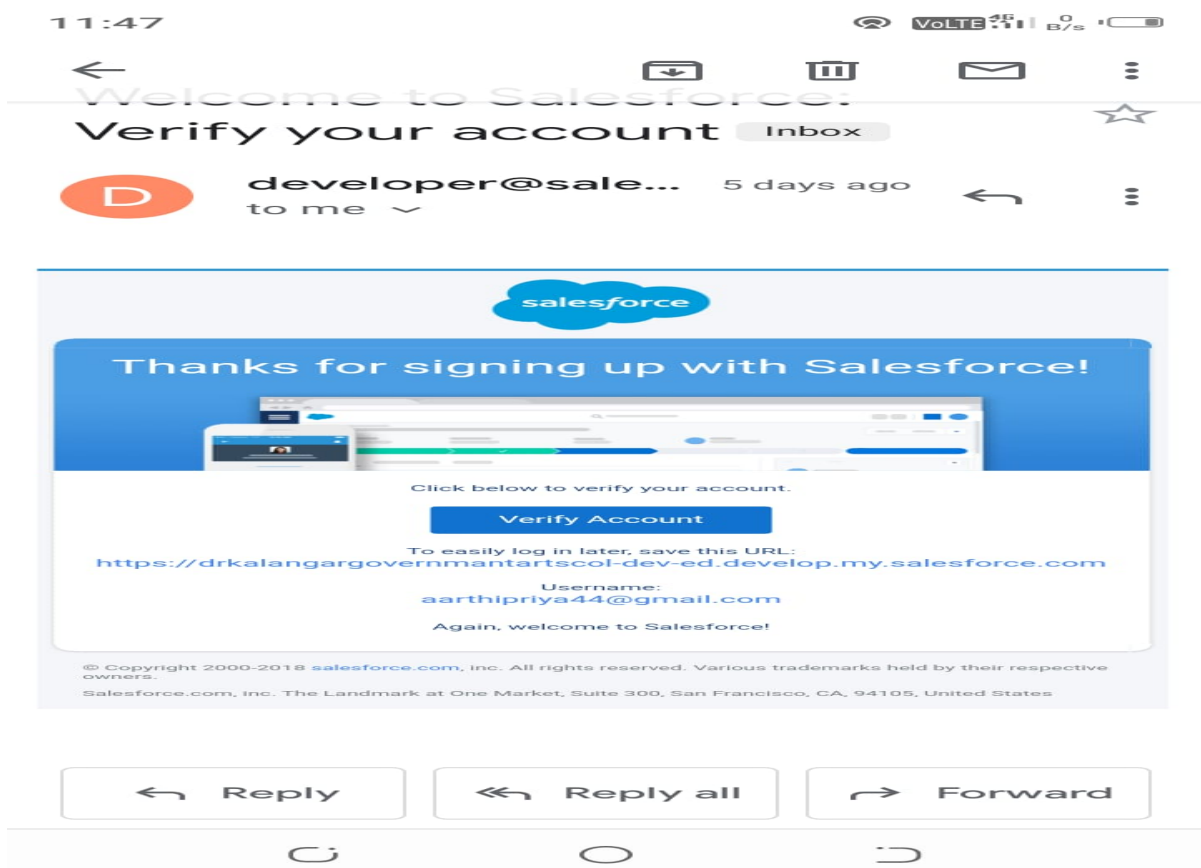 11:47
VoLTE 4G 0 B/s
Welcome to Salesforce:
Verify your account Inbox
D developer@sale... 5 days ago
to me
salesforce
Thanks for signing up with Salesforce!
Click below to verify your account.
Verify Account
To easily log in later, save this URL:
https://drkalangargovernmantartscol-dev-ed.develop.my.salesforce.com
Username:
aarthipriya44@gmail.com
Again, welcome to Salesforce!
© Copyright 2000-2018 salesforce.com, inc. All rights reserved. Various trademarks held by their respective
owners.
Salesforce.com, inc. The Landmark at One Market, Suite 300, San Francisco, CA, 94105, United States
Reply Reply all Forward